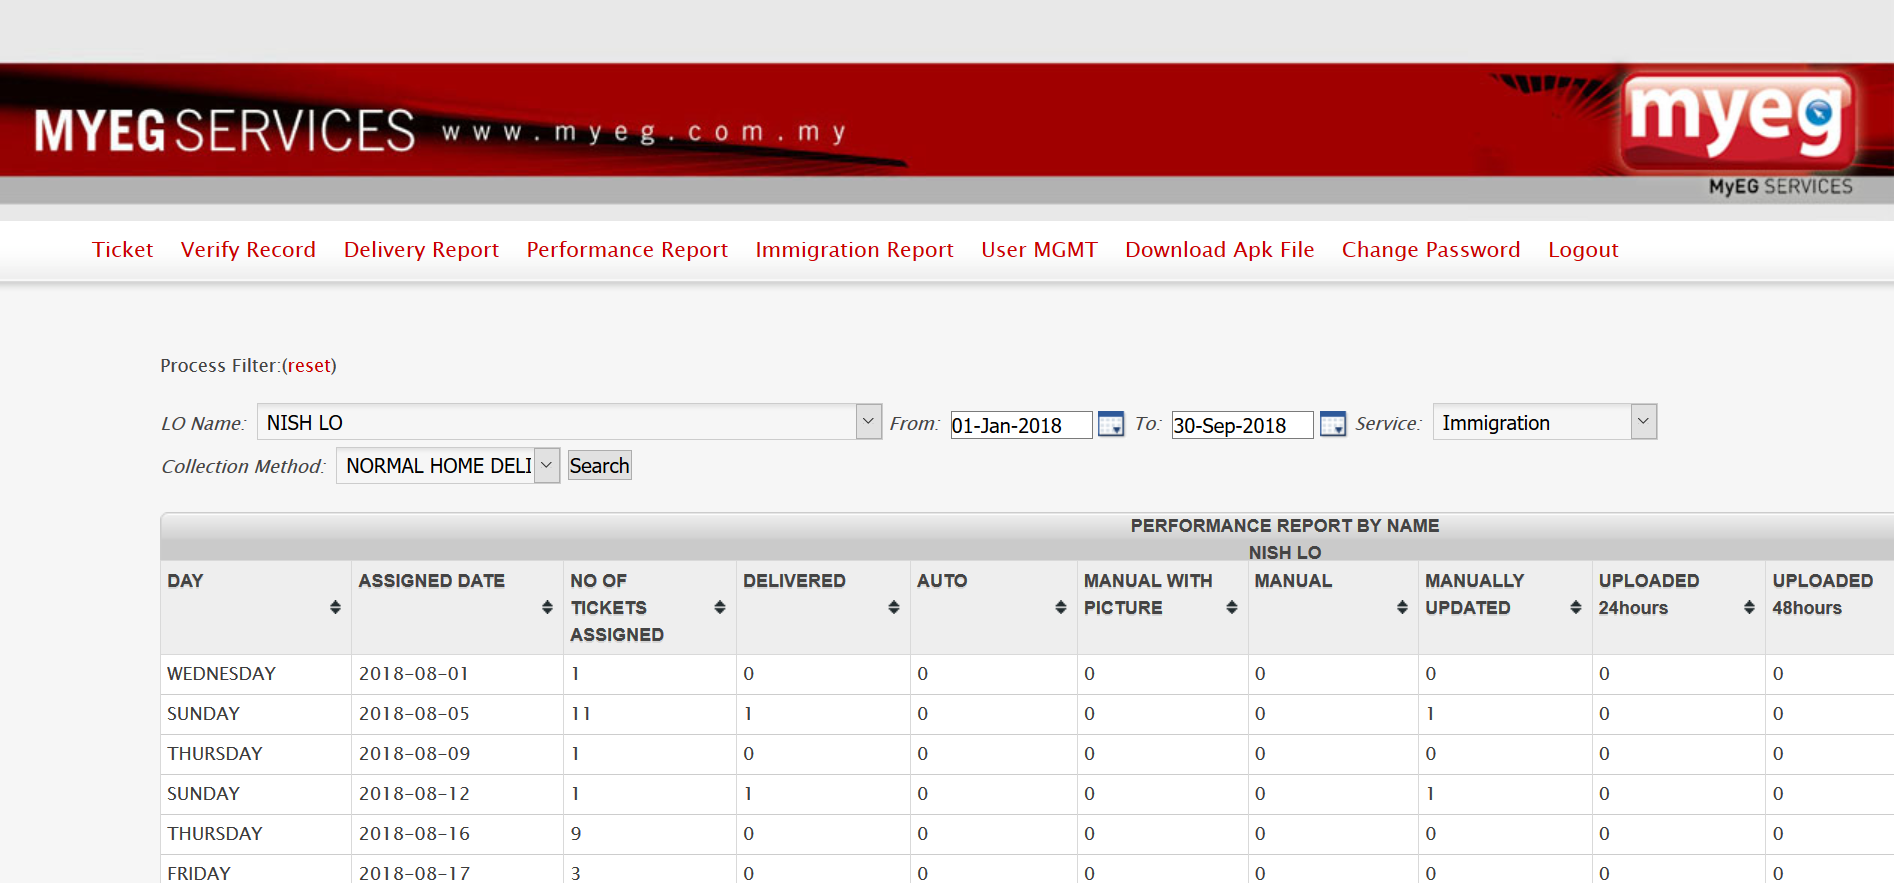 MYEG SERVICES www.myeg.com.my
myeg
MyEG SERVICES
Ticket Verify Record Delivery Report Performance Report Immigration Report User MGMT Download Apk File Change Password Logout
Process Filter:(reset)
LO Name: NISH LO From: 01-Jan-2018 To: 30-Sep-2018 Service: Immigration
Collection Method: NORMAL HOME DELI Search
PERFORMANCE REPORT BY NAME
NISH LO
DAY ASSIGNED DATE NO OF TICKETS ASSIGNED DELIVERED AUTO MANUAL WITH PICTURE MANUAL MANUALLY UPDATED UPLOADED 24hours UPLOADED 48hours
WEDNESDAY 2018-08-01 1 0 0 0 0 0 0 0
SUNDAY 2018-08-05 11 1 0 0 0 1 0 0
THURSDAY 2018-08-09 1 0 0 0 0 0 0 0
SUNDAY 2018-08-12 1 1 0 0 0 1 0 0
THURSDAY 2018-08-16 9 0 0 0 0 0 0 0
FRIDAY 2018-08-17 3 0 0 0 0 0 0 0